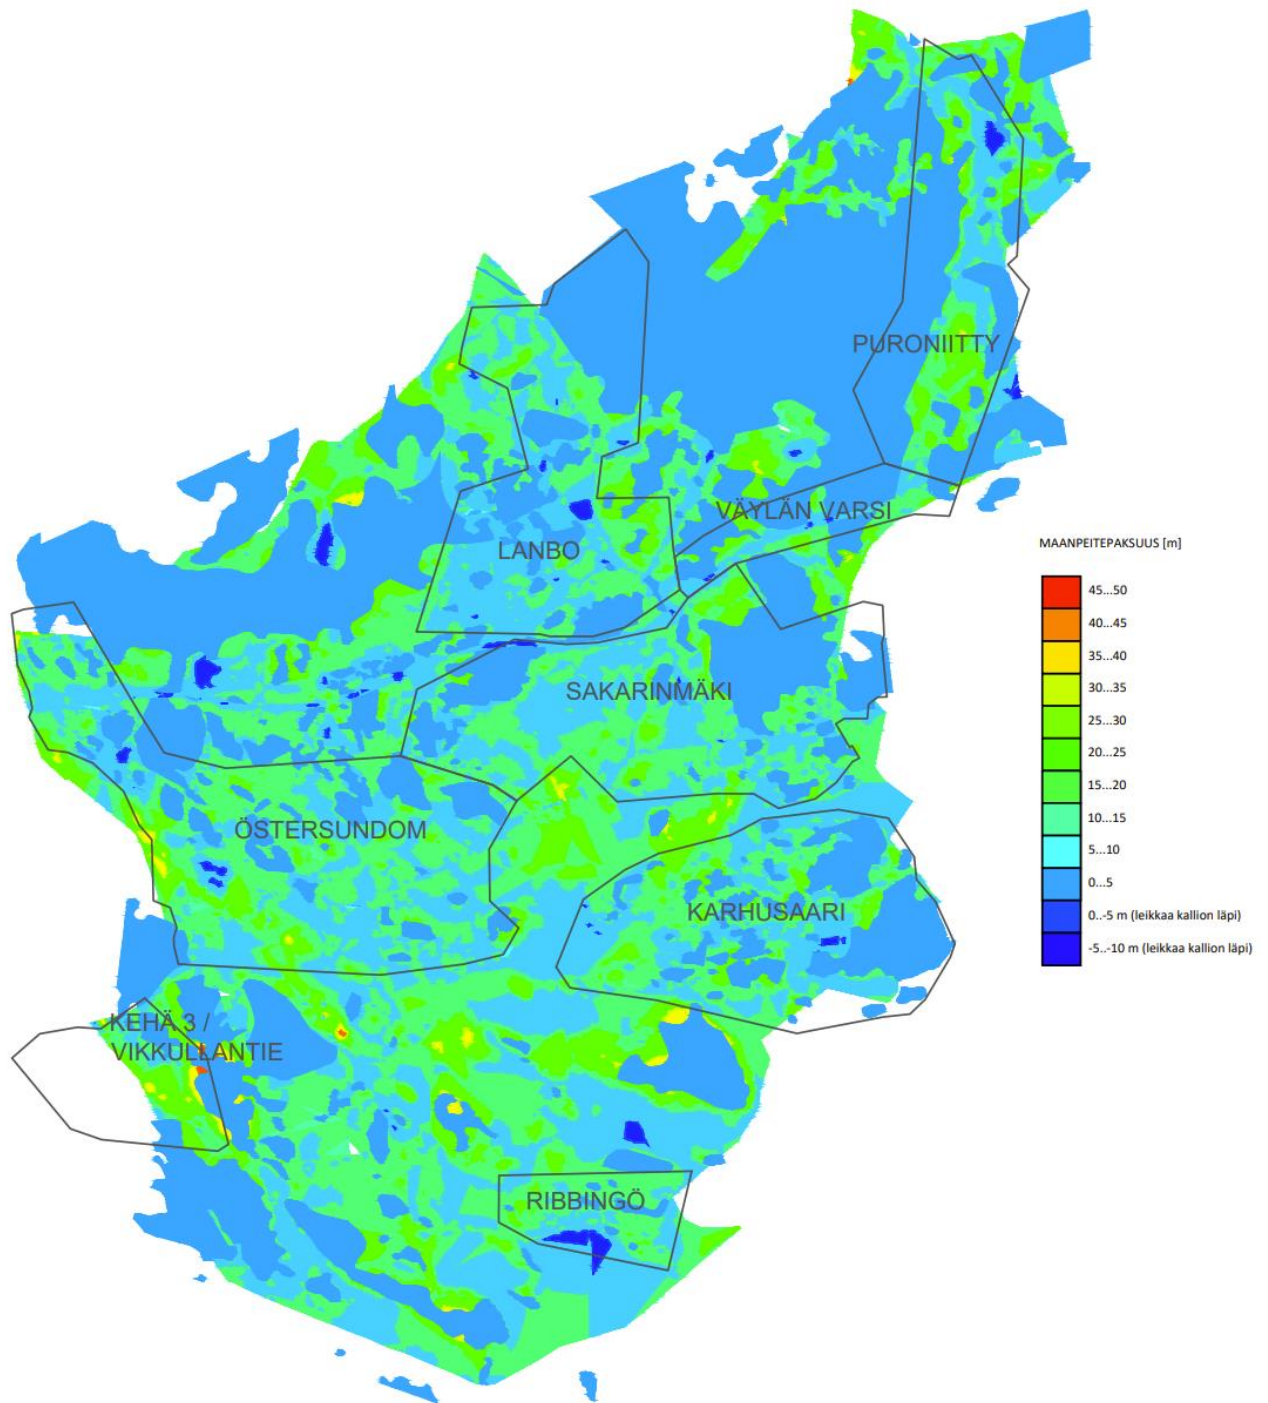 PURONIITTY
VÄYLÄN VARSI
LANBO
SAKARINMÄKI
ÖSTERSUNDOM
KARHUSAARI
KEHÄ 3 /
VIKKULLANTIE
RIBBINGÖ
MAANPEITEPAKSUUS [m]
45...50
40...45
35...40
30...35
25...30
20...25
15...20
10...15
5...10
0...5
0..-5 m (leikkaa kallion läpi)
-5..-10 m (leikkaa kallion läpi)